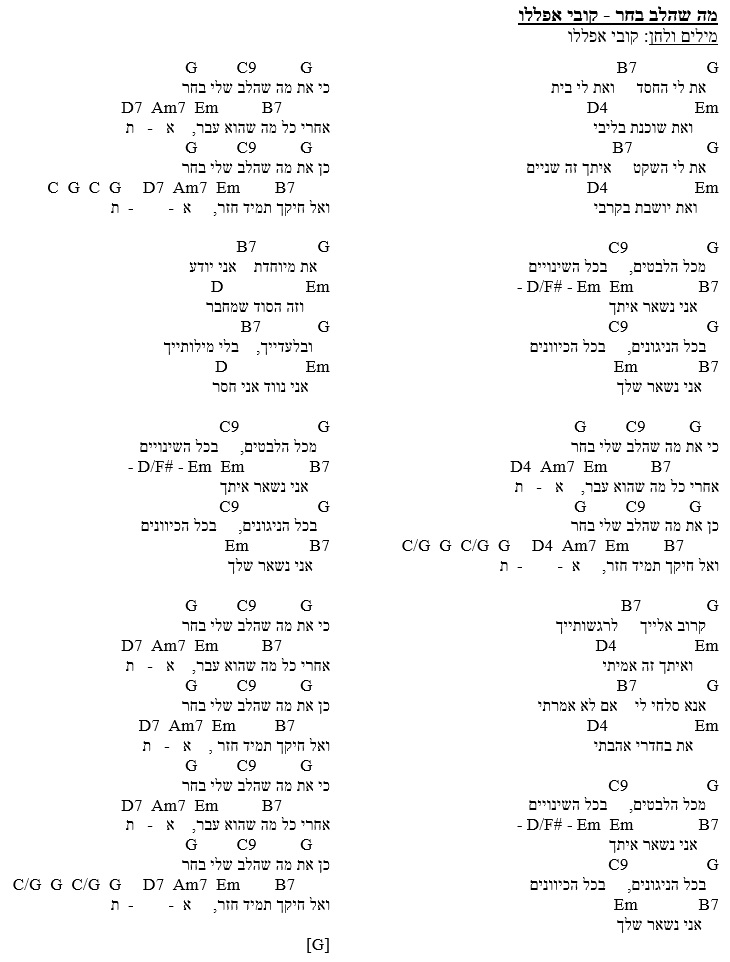 מה שהלב בחר - קובי אפללו
מילים ולחן: קובי אפללו
B7 G
את לי החסד ואת לי בית
D4 Em
ואת שוכנת בליבי
B7 G
את לי השקט איתך זה שניים
D4 Em
ואת יושבת בקרבי
C9 G
מכל הלבטים, בכל השינויים
- D/F# - Em Em B7
אני נשאר איתך
C9 G
בכל הניגונים, בכל הכיוונים
Em B7
אני נשאר שלך
G C9 G
כי את מה שהלב שלי בחר
D4 Am7 Em B7
אחרי כל מה שהוא עבר, א - ת
G C9 G
כן את מה שהלב שלי בחר
C/G G C/G G D4 Am7 Em B7
ואל חיקך תמיד חזר, א - - ת
B7 G
קרוב אלייך לרגשותייך
D4 Em
ואיתך זה אמיתי
B7 G
אנא סלחי לי אם לא אמרתי
D4 Em
את בחדרי אהבתי
C9 G
מכל הלבטים, בכל השינויים
- D/F# - Em Em B7
אני נשאר איתך
C9 G
בכל הניגונים, בכל הכיוונים
Em B7
אני נשאר שלך
G C9 G
כי את מה שהלב שלי בחר
D7 Am7 Em B7
אחרי כל מה שהוא עבר, א - ת
G C9 G
כן את מה שהלב שלי בחר
C G C G D7 Am7 Em B7
ואל חיקך תמיד חזר, א - - ת
B7 G
את מיוחדת אני יודע
D Em
וזה הסוד שמחבר
B7 G
ובלעדייך, בלי מילותייך
D Em
אני נווד אני חסר
C9 G
מכל הלבטים, בכל השינויים
- D/F# - Em Em B7
אני נשאר איתך
C9 G
בכל הניגונים, בכל הכיוונים
Em B7
אני נשאר שלך
G C9 G
כי את מה שהלב שלי בחר
D7 Am7 Em B7
אחרי כל מה שהוא עבר, א - ת
G C9 G
כן את מה שהלב שלי בחר
D7 Am7 Em B7
ואל חיקך תמיד חזר , א - ת
G C9 G
כי את מה שהלב שלי בחר
D7 Am7 Em B7
אחרי כל מה שהוא עבר, א - ת
G C9 G
כן את מה שהלב שלי בחר
C/G G C/G G D7 Am7 Em B7
ואל חיקך תמיד חזר, א - - ת
[G]